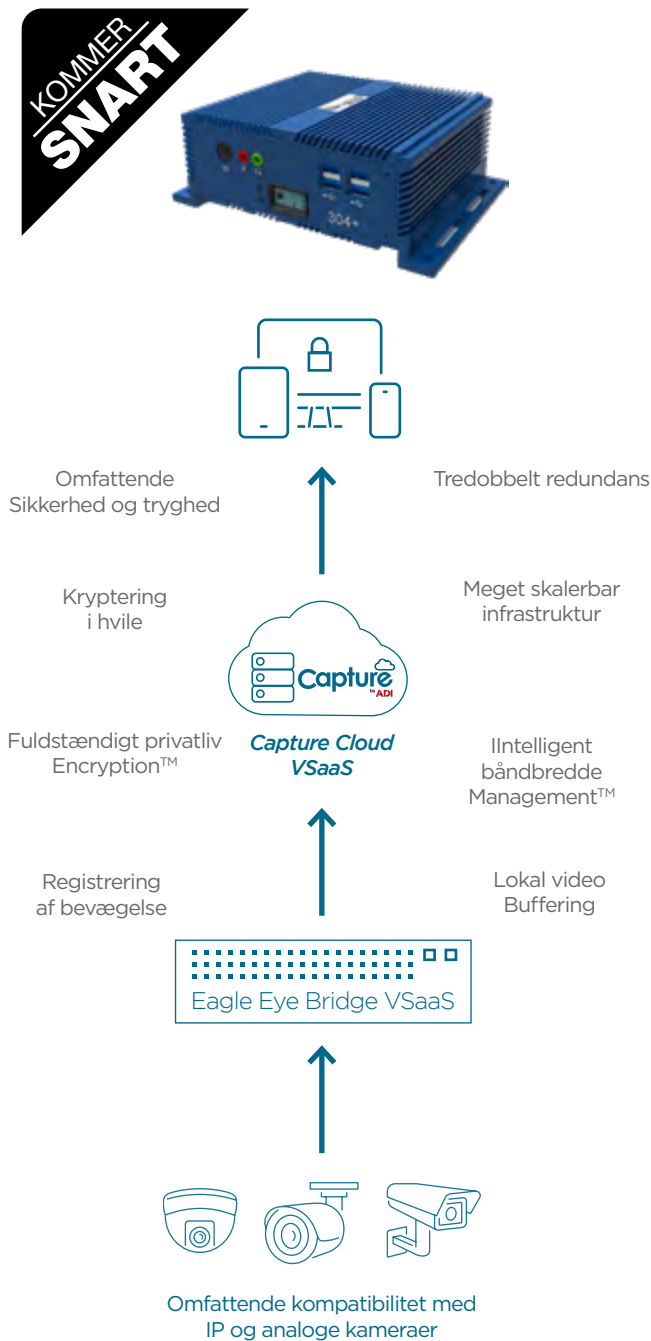 KOMMER
SNART
304+
Omfattende
Sikkerhed og tryghed
Tredobbelt redundans
Kryptering
i hvile
Meget skalerbar
infrastruktur
Capture
by ADI
Capture Cloud
VSaaS
Fuldstændigt privatliv
Encryption™
IIntelligent
båndbredde
Management™
Registrering
af bevægelse
Lokal video
Buffering
Eagle Eye Bridge VSaaS
Omfattende kompatibilitet med
IP og analoge kameraer